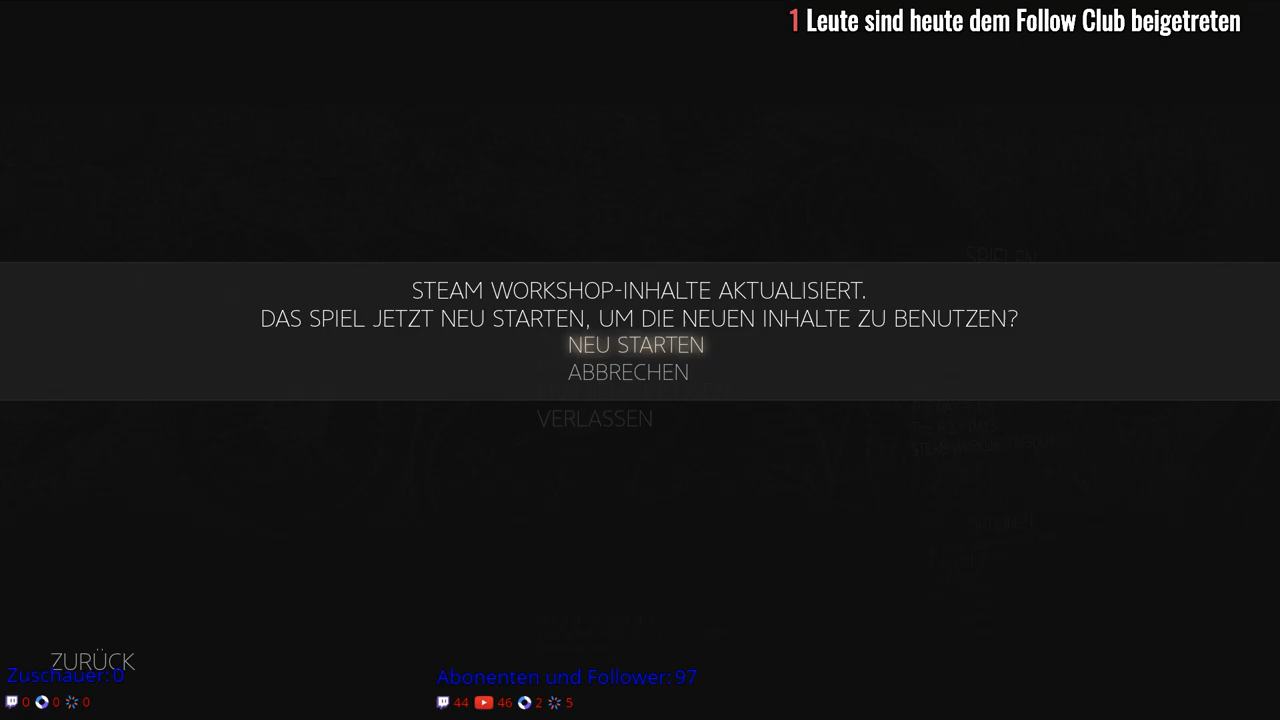 1 Leute sind heute dem Follow Club beigetreten
SPIELEN
STEAM WORKSHOP-INHALTE AKTUALISIERT.
DAS SPIEL JETZT NEU STARTEN, UM DIE NEUEN INHALTE ZU BENUTZEN?
NEU STARTEN
ABBRECHEN
VERLASSEN
ZURÜCK
Zuschauer: 0
Abonenten und Follower: 97
0 0 0
44 46 2 5